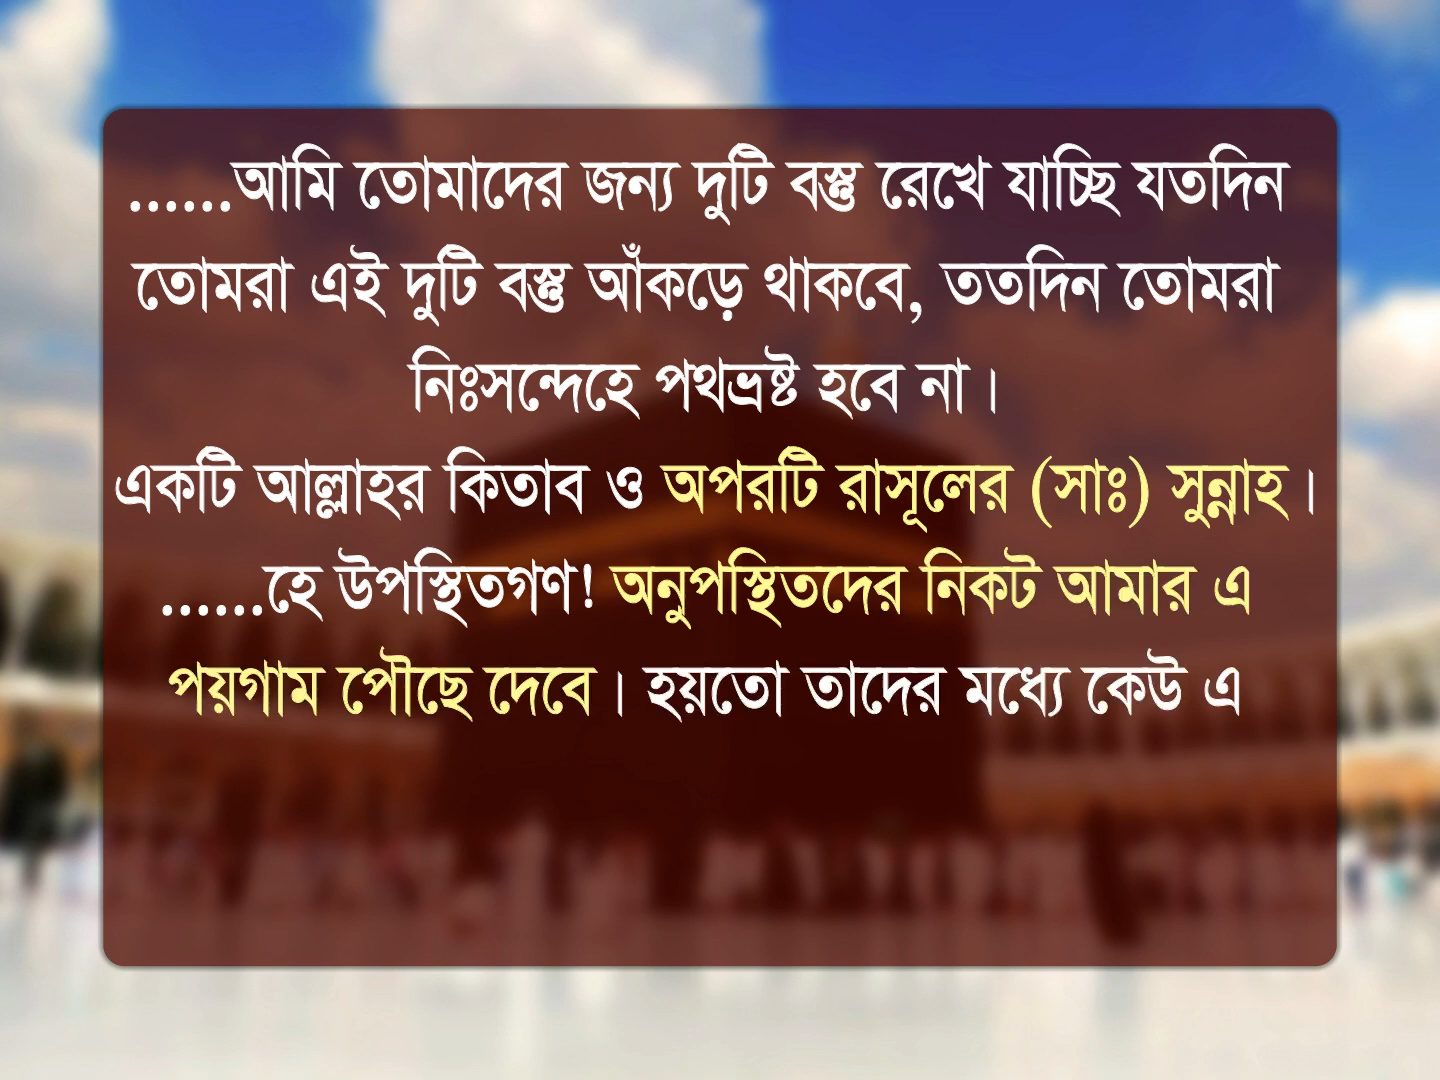 ......আমি তোমাদের জন্য দুটি বস্তু রেখে যাচ্ছি যতদিন
তোমরা এই দুটি বস্তু আঁকড়ে থাকবে, ততদিন তোমরা
নিঃসন্দেহে পথভ্রষ্ট হবে না।
একটি আল্লাহর কিতাব ও অপরটি রাসূলের (সাঃ) সুন্নাহ।
......হে উপস্থিতগণ! অনুপস্থিতদের নিকট আমার এ
পয়গাম পৌছে দেবে। হয়তো তাদের মধ্যে কেউ এ